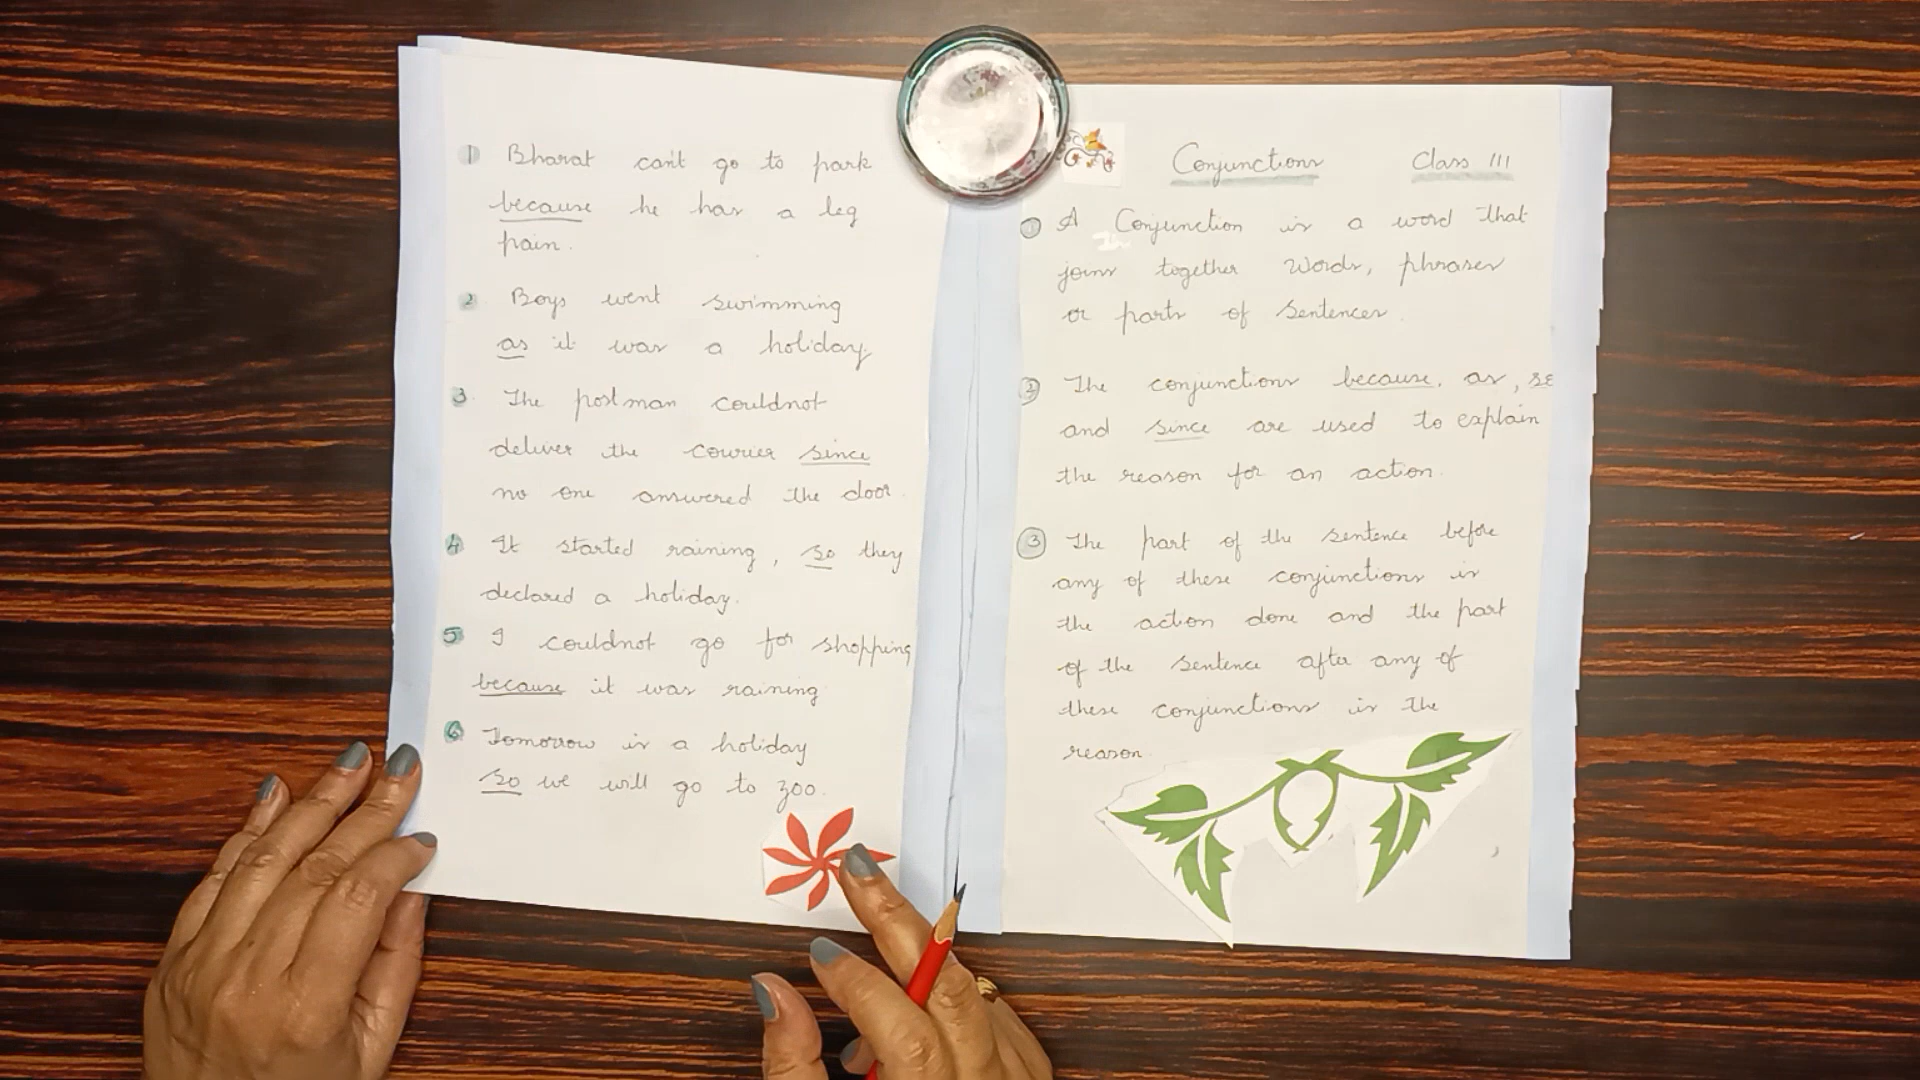 1 Bharat can't go to park
because he has a leg
pain.
2 Boys went swimming
as it was a holiday.
3. The postman couldnot
deliver the courier since
no one answered the door.
4 It started raining, so they
declared a holiday.
5 I couldnot go for shopping
because it was raining
6 Tomorrow is a holiday
so we will go to zoo.
Conjunctions Class III
1 A Conjunction is a word that
joins together words, phrases
or parts of sentences.
2 The conjunctions because, as, so
and since are used to explain
the reason for an action.
3 The part of the sentence before
any of these conjunctions is
the action done and the part
of the sentence after any of
these conjunctions is the
reason.